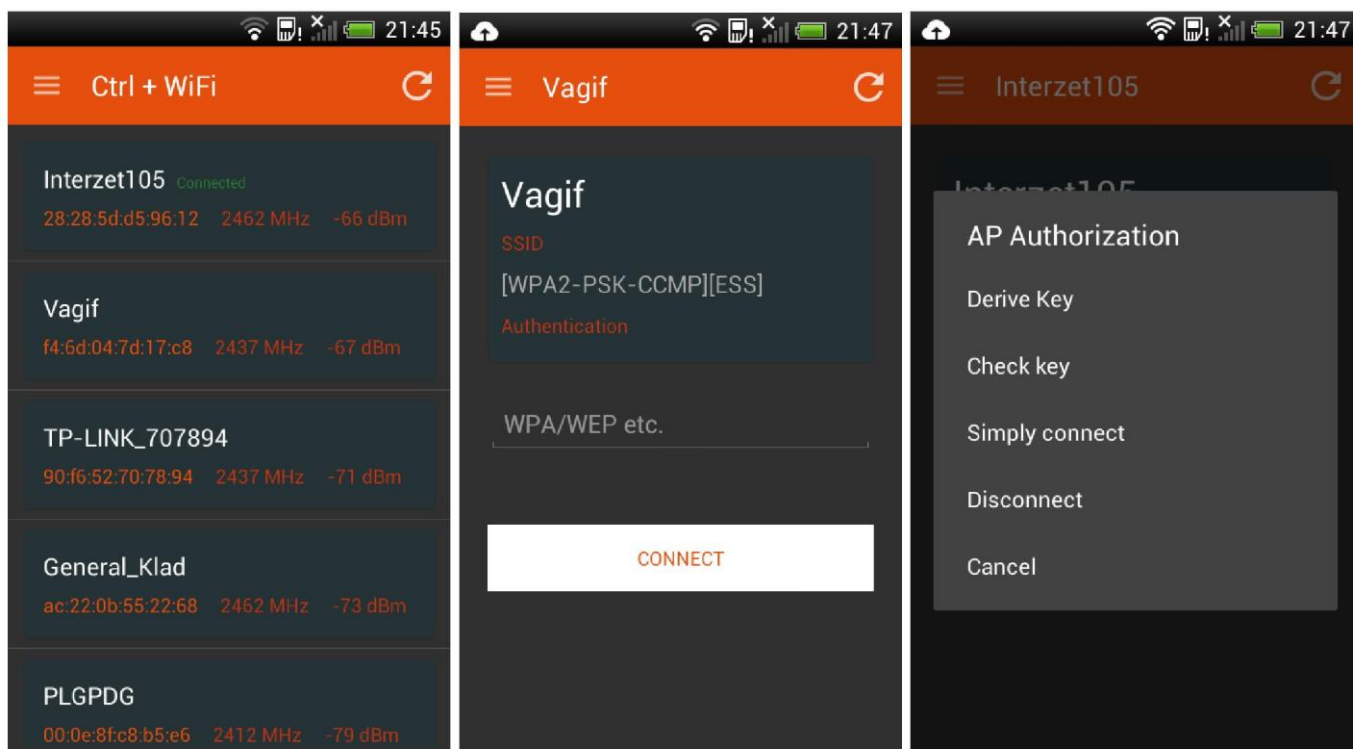 21:45
Ctrl + WiFi
Interzet105 Connected
28:28:5d:d5:96:12 2462 MHz -66 dBm
Vagif
f4:6d:04:7d:17:c8 2437 MHz -67 dBm
TP-LINK_707894
90:f6:52:70:78:94 2437 MHz -71 dBm
General_Klad
ac:22:0b:55:22:68 2462 MHz -73 dBm
PLGPDG
00:0e:8f:c8:b5:e6 2412 MHz -79 dBm
21:47
Vagif
Vagif
SSID
[WPA2-PSK-CCMP][ESS]
Authentication
WPA/WEP etc.
CONNECT
21:47
Interzet105
Interzet105
AP Authorization
Derive Key
Check key
Simply connect
Disconnect
Cancel